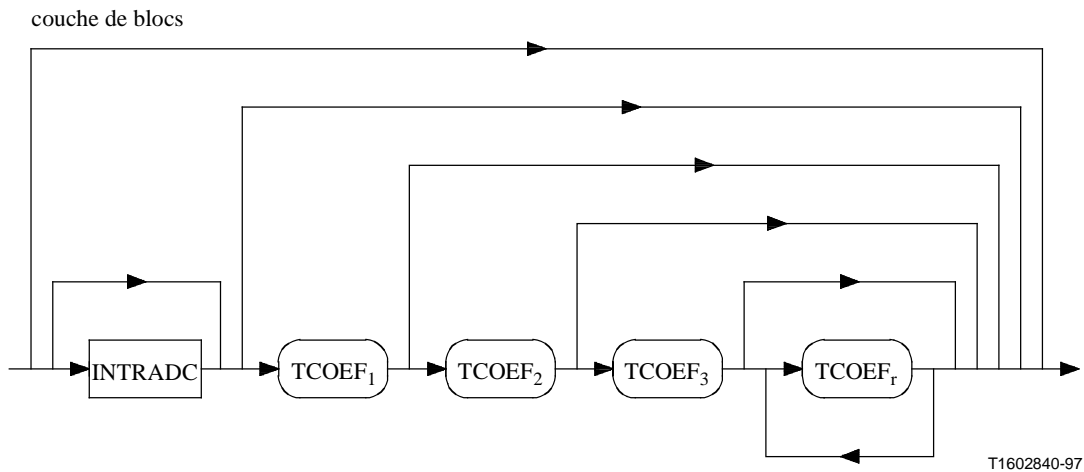 couche de blocs
INTRADC
TCOEF1
TCOEF2
TCOEF3
TCOEFr
T1602840-97